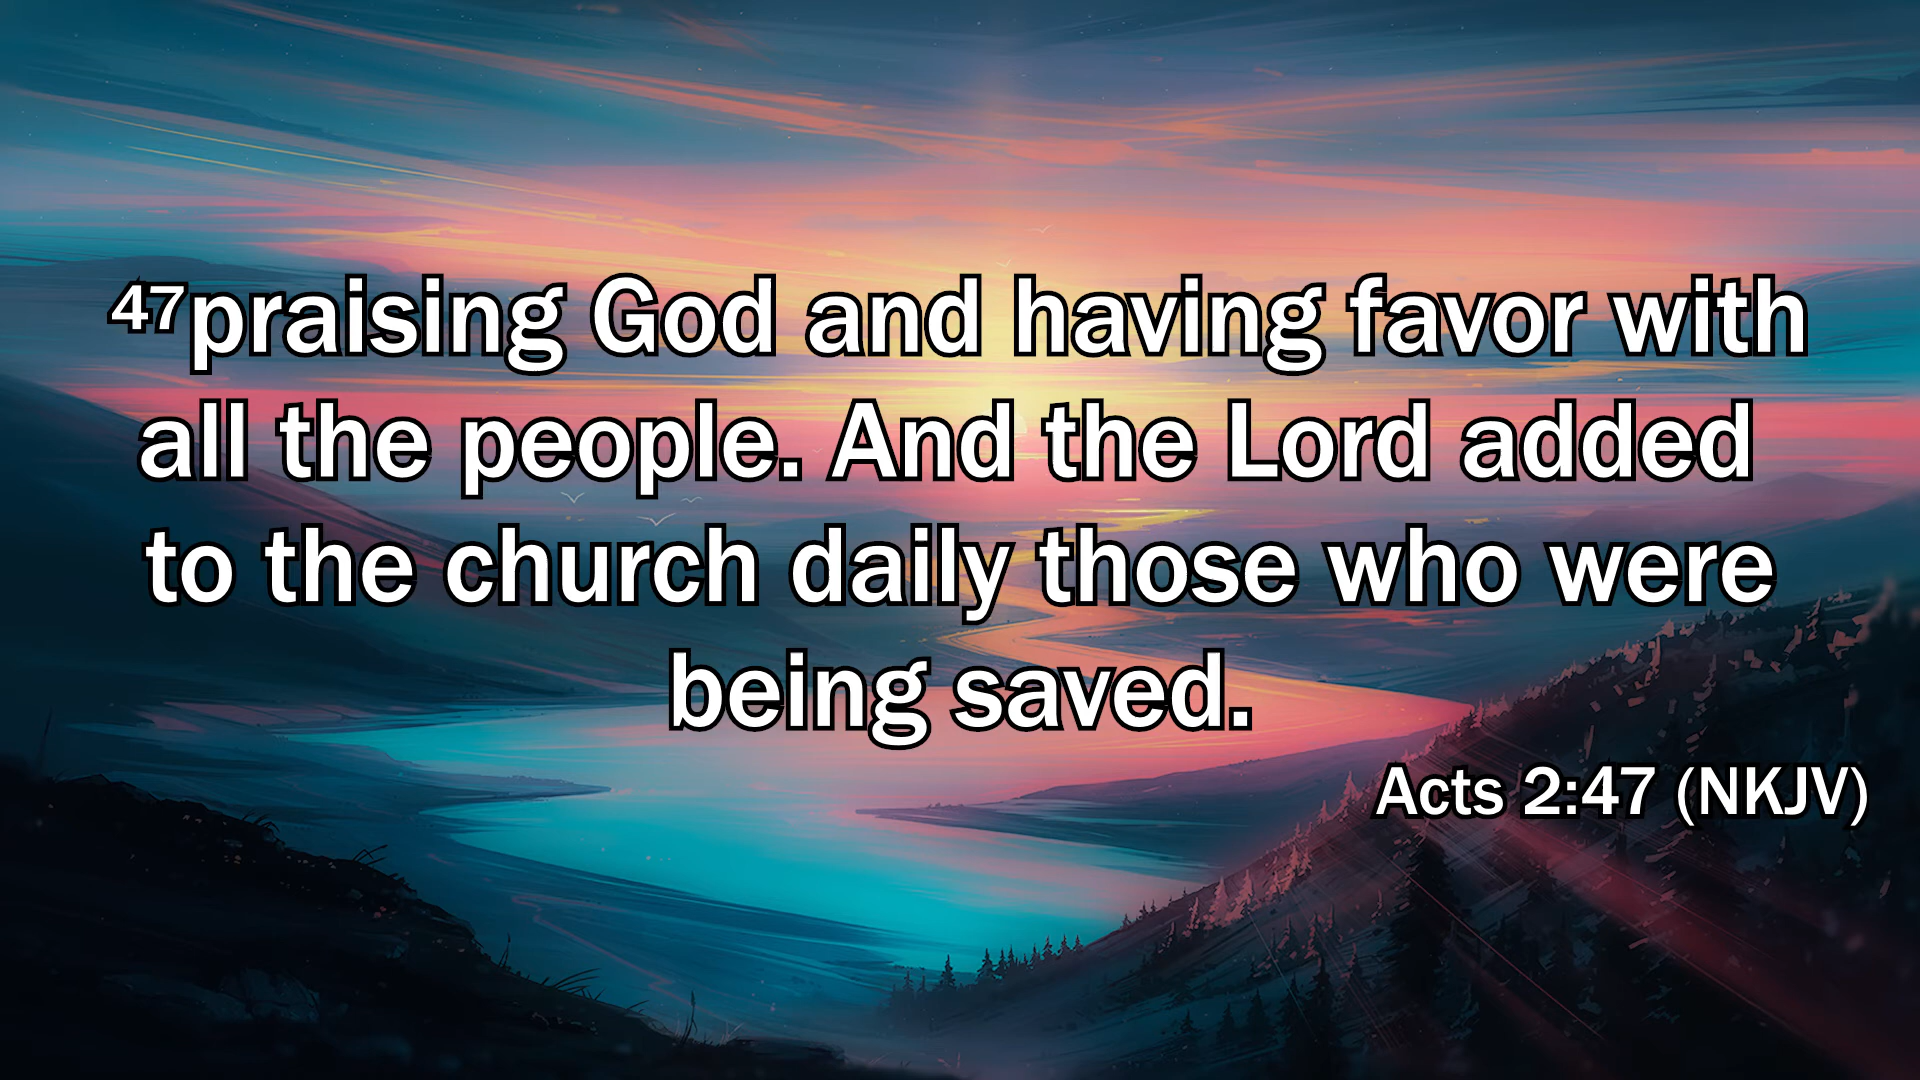 ⁴⁷praising God and having favor with
all the people. And the Lord added
to the church daily those who were
being saved.
Acts 2:47 (NKJV)